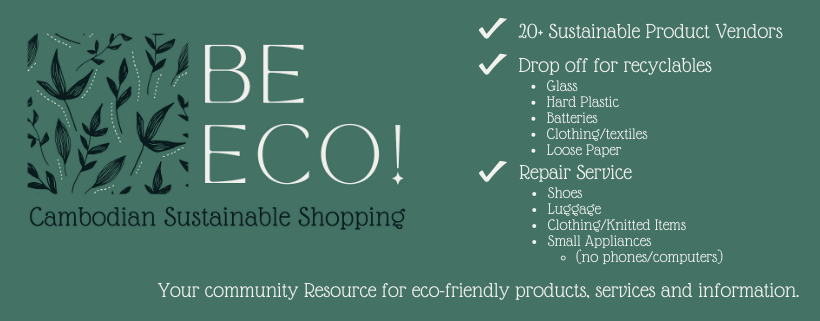 BE
ECO!
Cambodian Sustainable Shopping
20+ Sustainable Product Vendors
Drop off for recyclables
Glass
Hard Plastic
Batteries
Clothing/textiles
Loose Paper
Repair Service
Shoes
Luggage
Clothing/Knitted Items
Small Appliances
(no phones/computers)
Your community Resource for eco-friendly products, services and information.